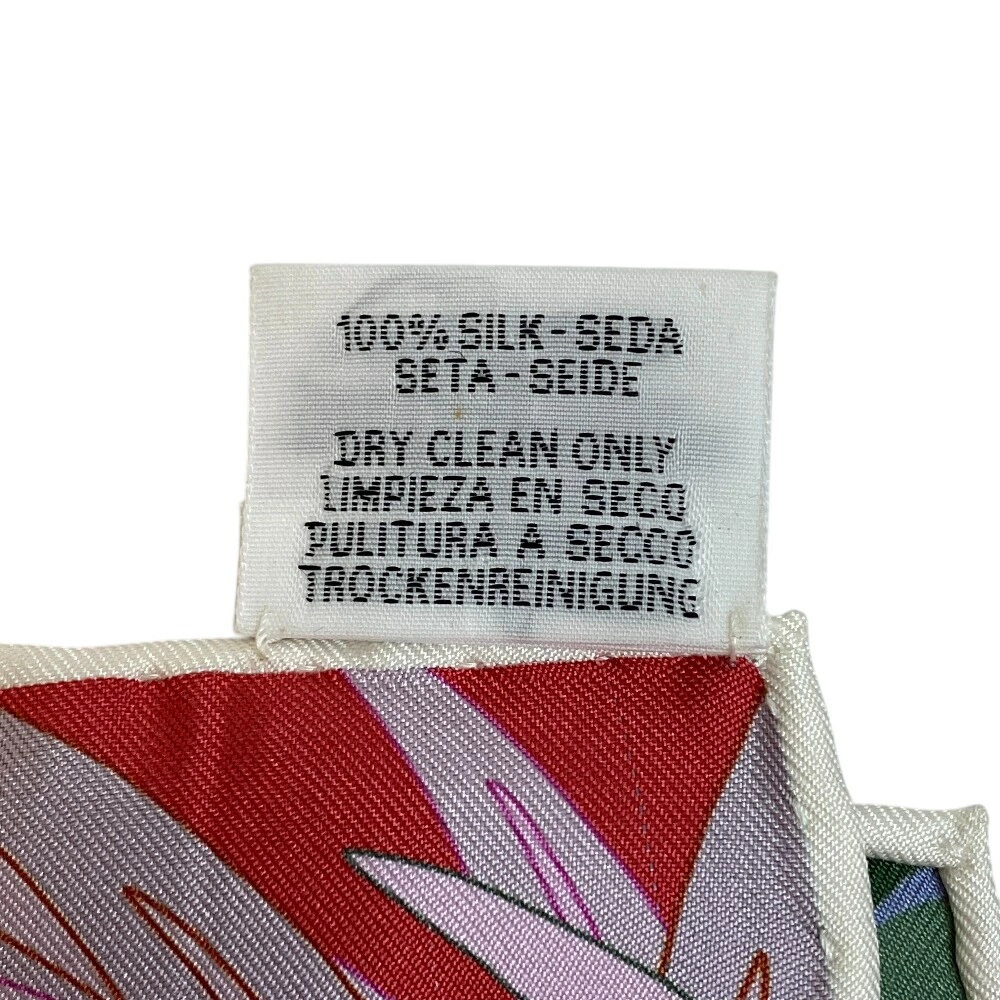 100% SILK-SEDA
SETA-SEIDE
DRY CLEAN ONLY
LIMPIEZA EN SECO
PULITURA A SECCO
TROCKENREINIGUNG